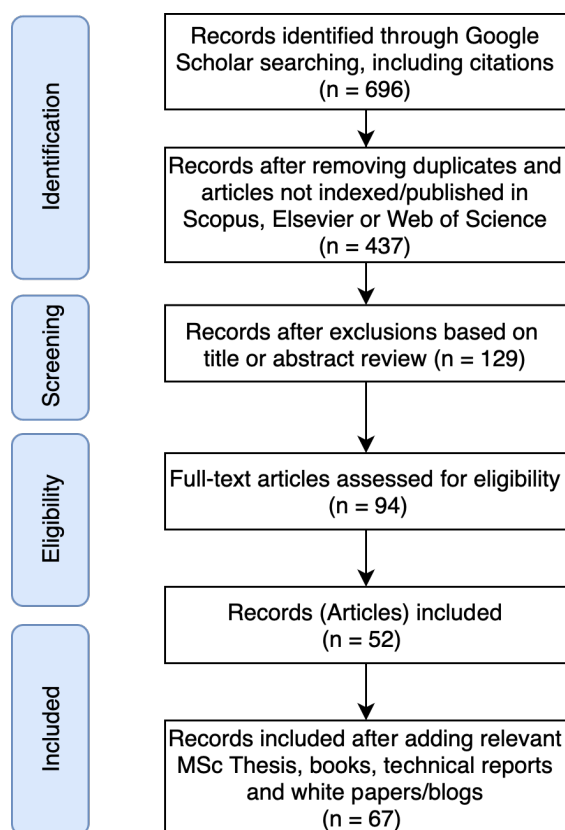 Identification
Records identified through Google
Scholar searching, including citations
(n = 696)
Records after removing duplicates and
articles not indexed/published in
Scopus, Elsevier or Web of Science
(n = 437)
Screening
Records after exclusions based on
title or abstract review (n = 129)
Eligibility
Full-text articles assessed for eligibility
(n = 94)
Records (Articles) included
(n = 52)
Included
Records included after adding relevant
MSc Thesis, books, technical reports
and white papers/blogs
(n = 67)